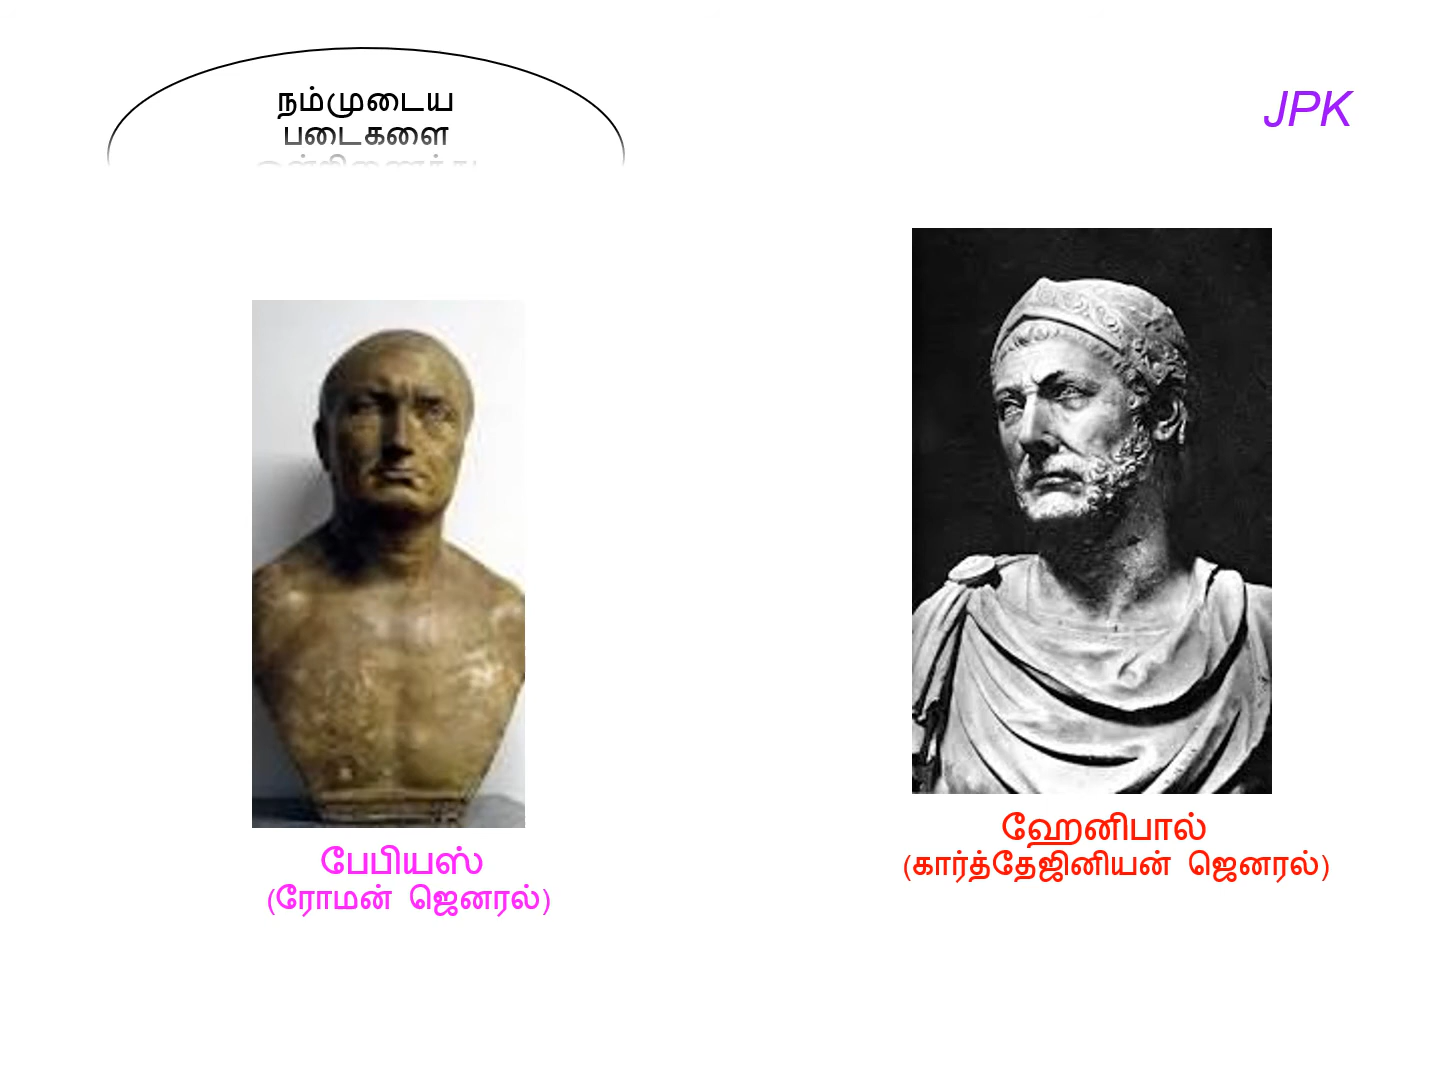 நம்முடைய
படைகளை
JPK
பேபியஸ்
(ரோமன் ஜெனரல்)
ஹேனிபால்
(கார்த்தேஜினியன் ஜெனரல்)